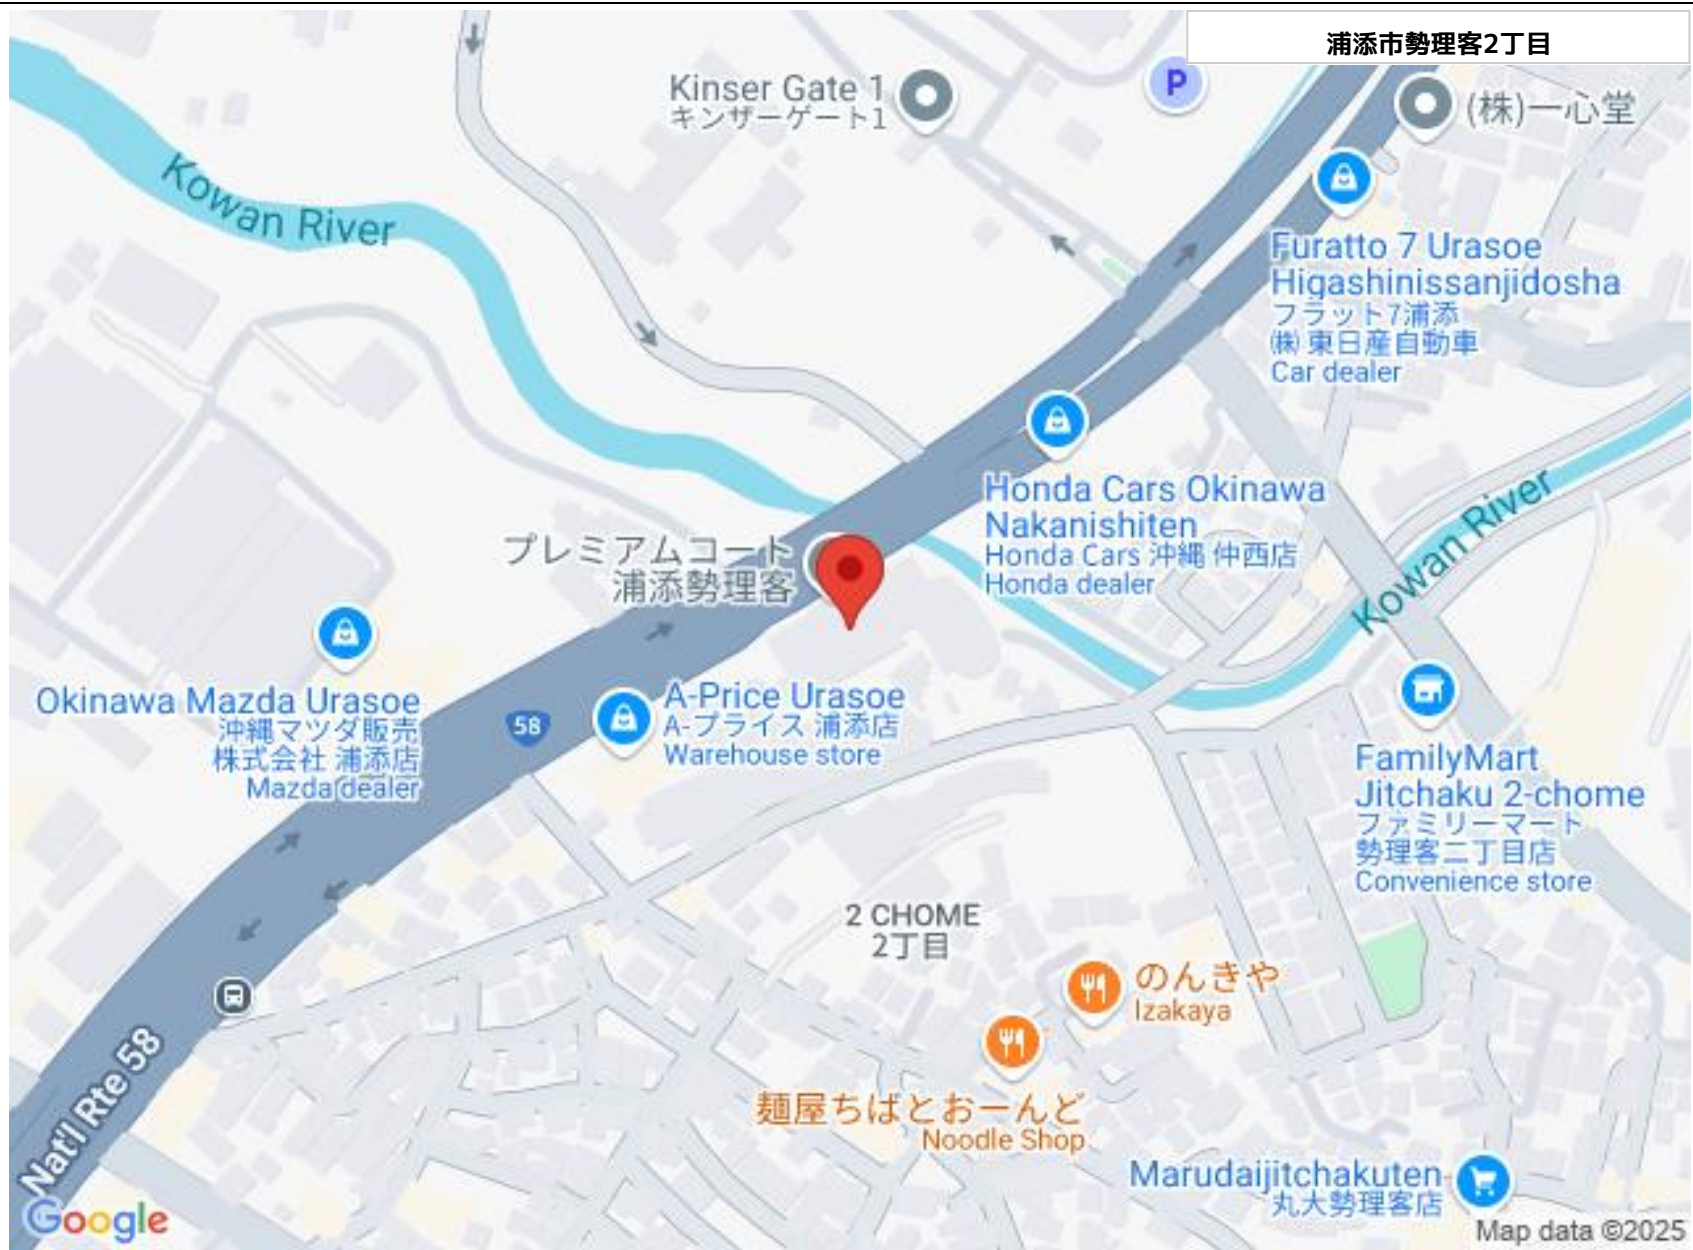 浦添市勢理客2丁目
Kinser Gate 1
キンザーゲート1
P
(株)一心堂
Kowan River
Furatto 7 Urasoe
Higashinissanjidosha
フラット7浦添
㈱ 東日産自動車
Car dealer
Honda Cars Okinawa
Nakanishiten
Honda Cars 沖縄 仲西店
Honda dealer
Kowan River
プレミアムコート
浦添勢理客
Okinawa Mazda Urasoe
沖縄マツダ販売
株式会社 浦添店
Mazda dealer
58
A-Price Urasoe
A-プライス 浦添店
Warehouse store
FamilyMart
Jitchaku 2-chome
ファミリーマート
勢理客二丁目店
Convenience store
2 CHOME
2丁目
のんきや
Izakaya
Nat'l Rte 58
麺屋ちばとおーんど
Noodle Shop
Marudaijitchakuten
丸大勢理客店
Google
Map data ©2025